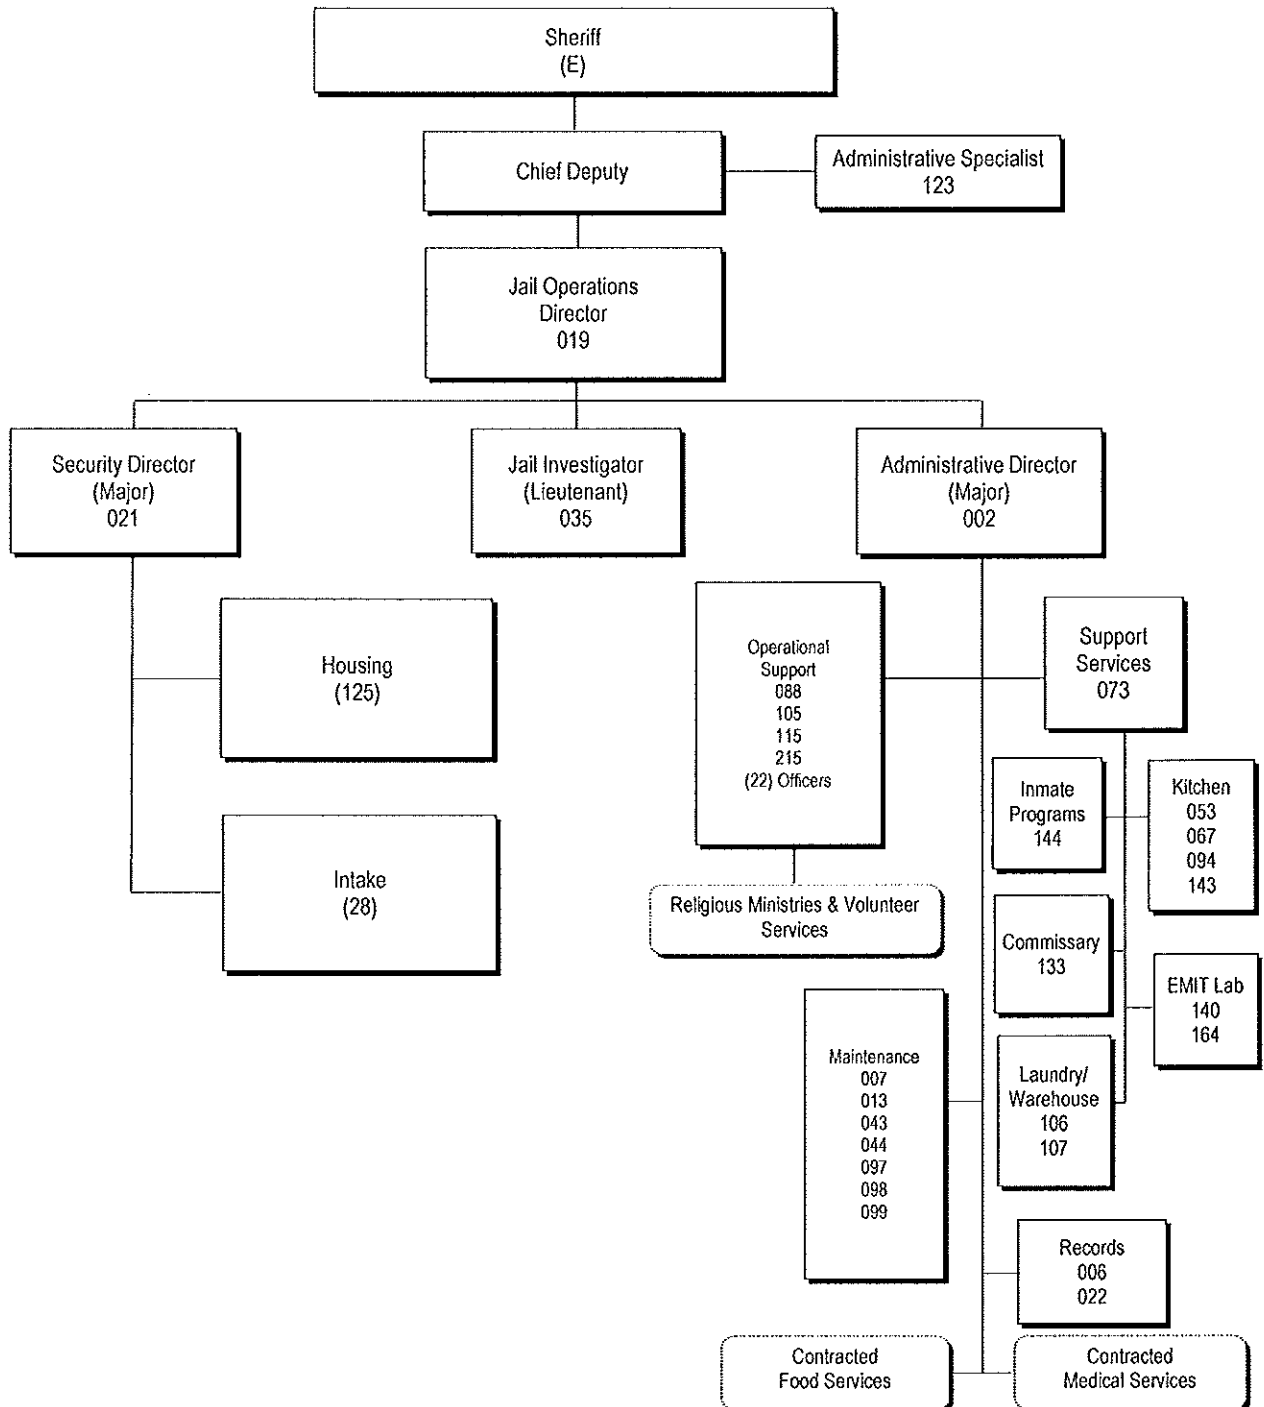 Sheriff
(E)
Chief Deputy
Administrative Specialist
123
Jail Operations
Director
019
Security Director
(Major)
021
Jail Investigator
(Lieutenant)
035
Administrative Director
(Major)
002
Housing
(125)
Intake
(28)
Operational
Support
088
105
115
215
(22) Officers
Religious Ministries & Volunteer
Services
Support
Services
073
Inmate
Programs
144
Kitchen
053
067
094
143
Commissary
133
EMIT Lab
140
164
Maintenance
007
013
043
044
097
098
099
Laundry/
Warehouse
106
107
Records
006
022
Contracted
Food Services
Contracted
Medical Services